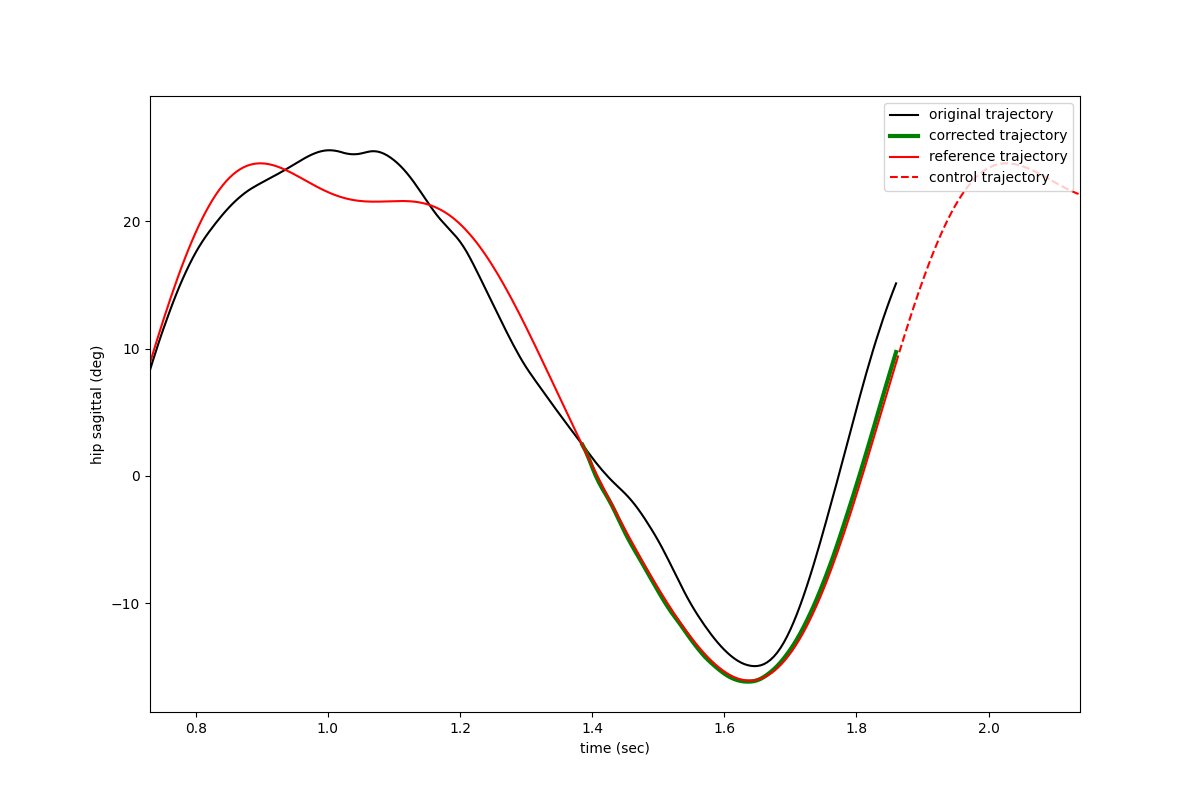 original trajectory
corrected trajectory
reference trajectory
control trajectory
20
10
0
−10
hip sagittal (deg)
0.8 1.0 1.2 1.4 1.6 1.8 2.0
time (sec)